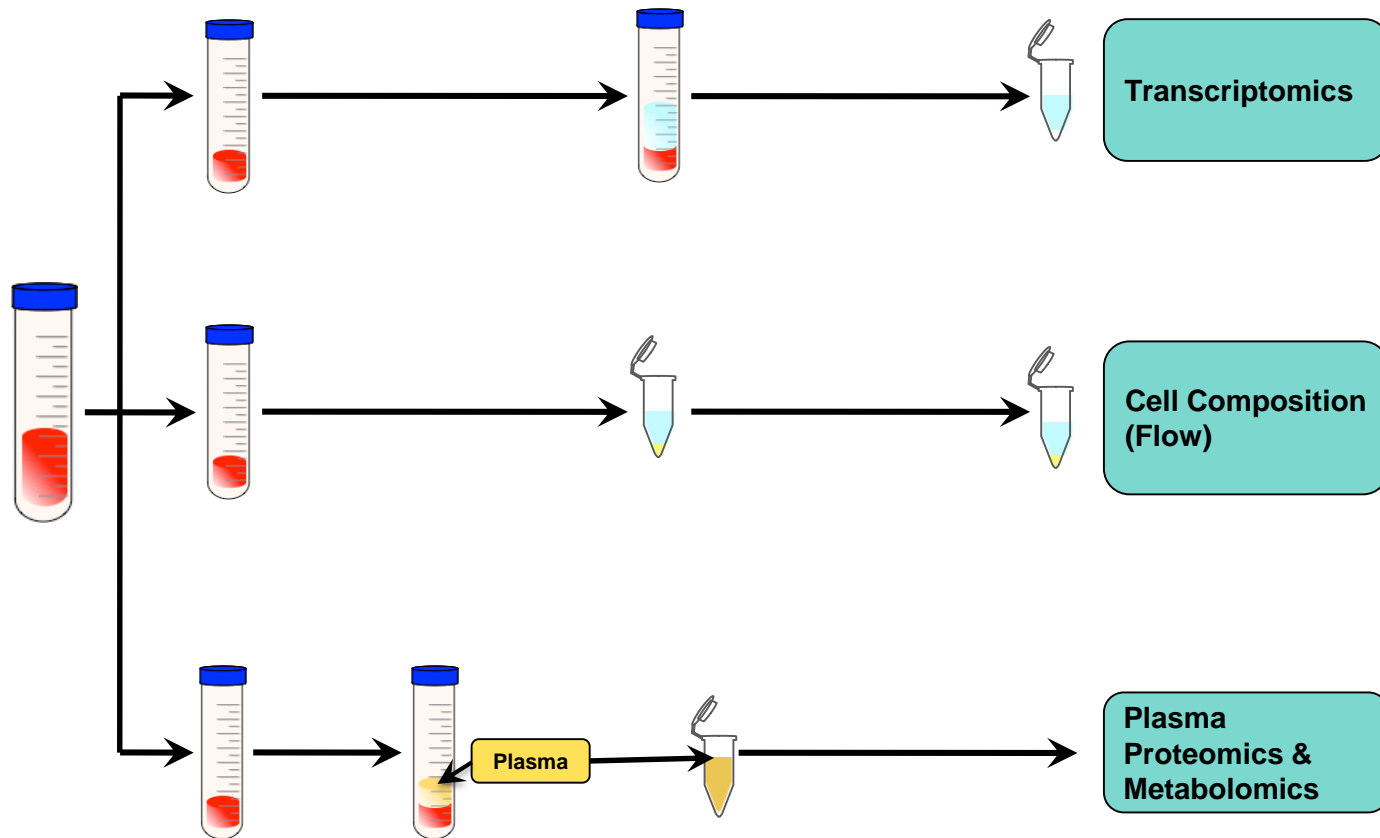 Transcriptomics
Cell Composition
(Flow)
Plasma
Plasma
Proteomics &
Metabolomics